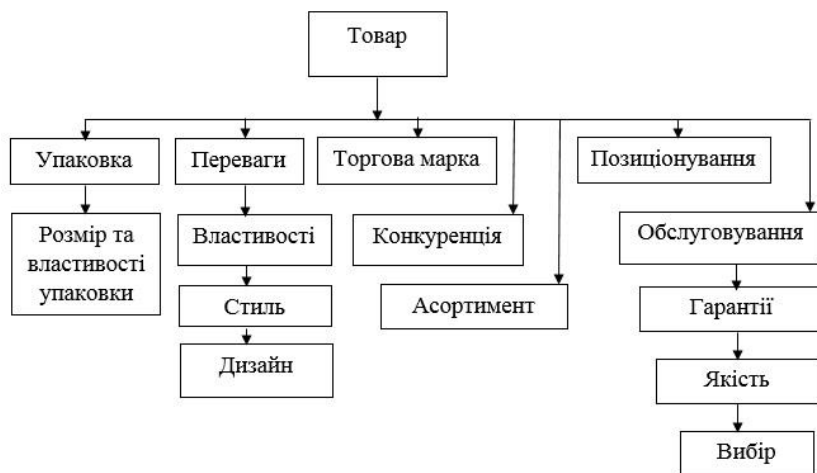 Товар
Упаковка
Переваги
Торгова марка
Позиціонування
Розмір та
властивості
упаковки
Властивості
Конкуренція
Обслуговування
Стиль
Асортимент
Гарантії
Дизайн
Якість
Вибір